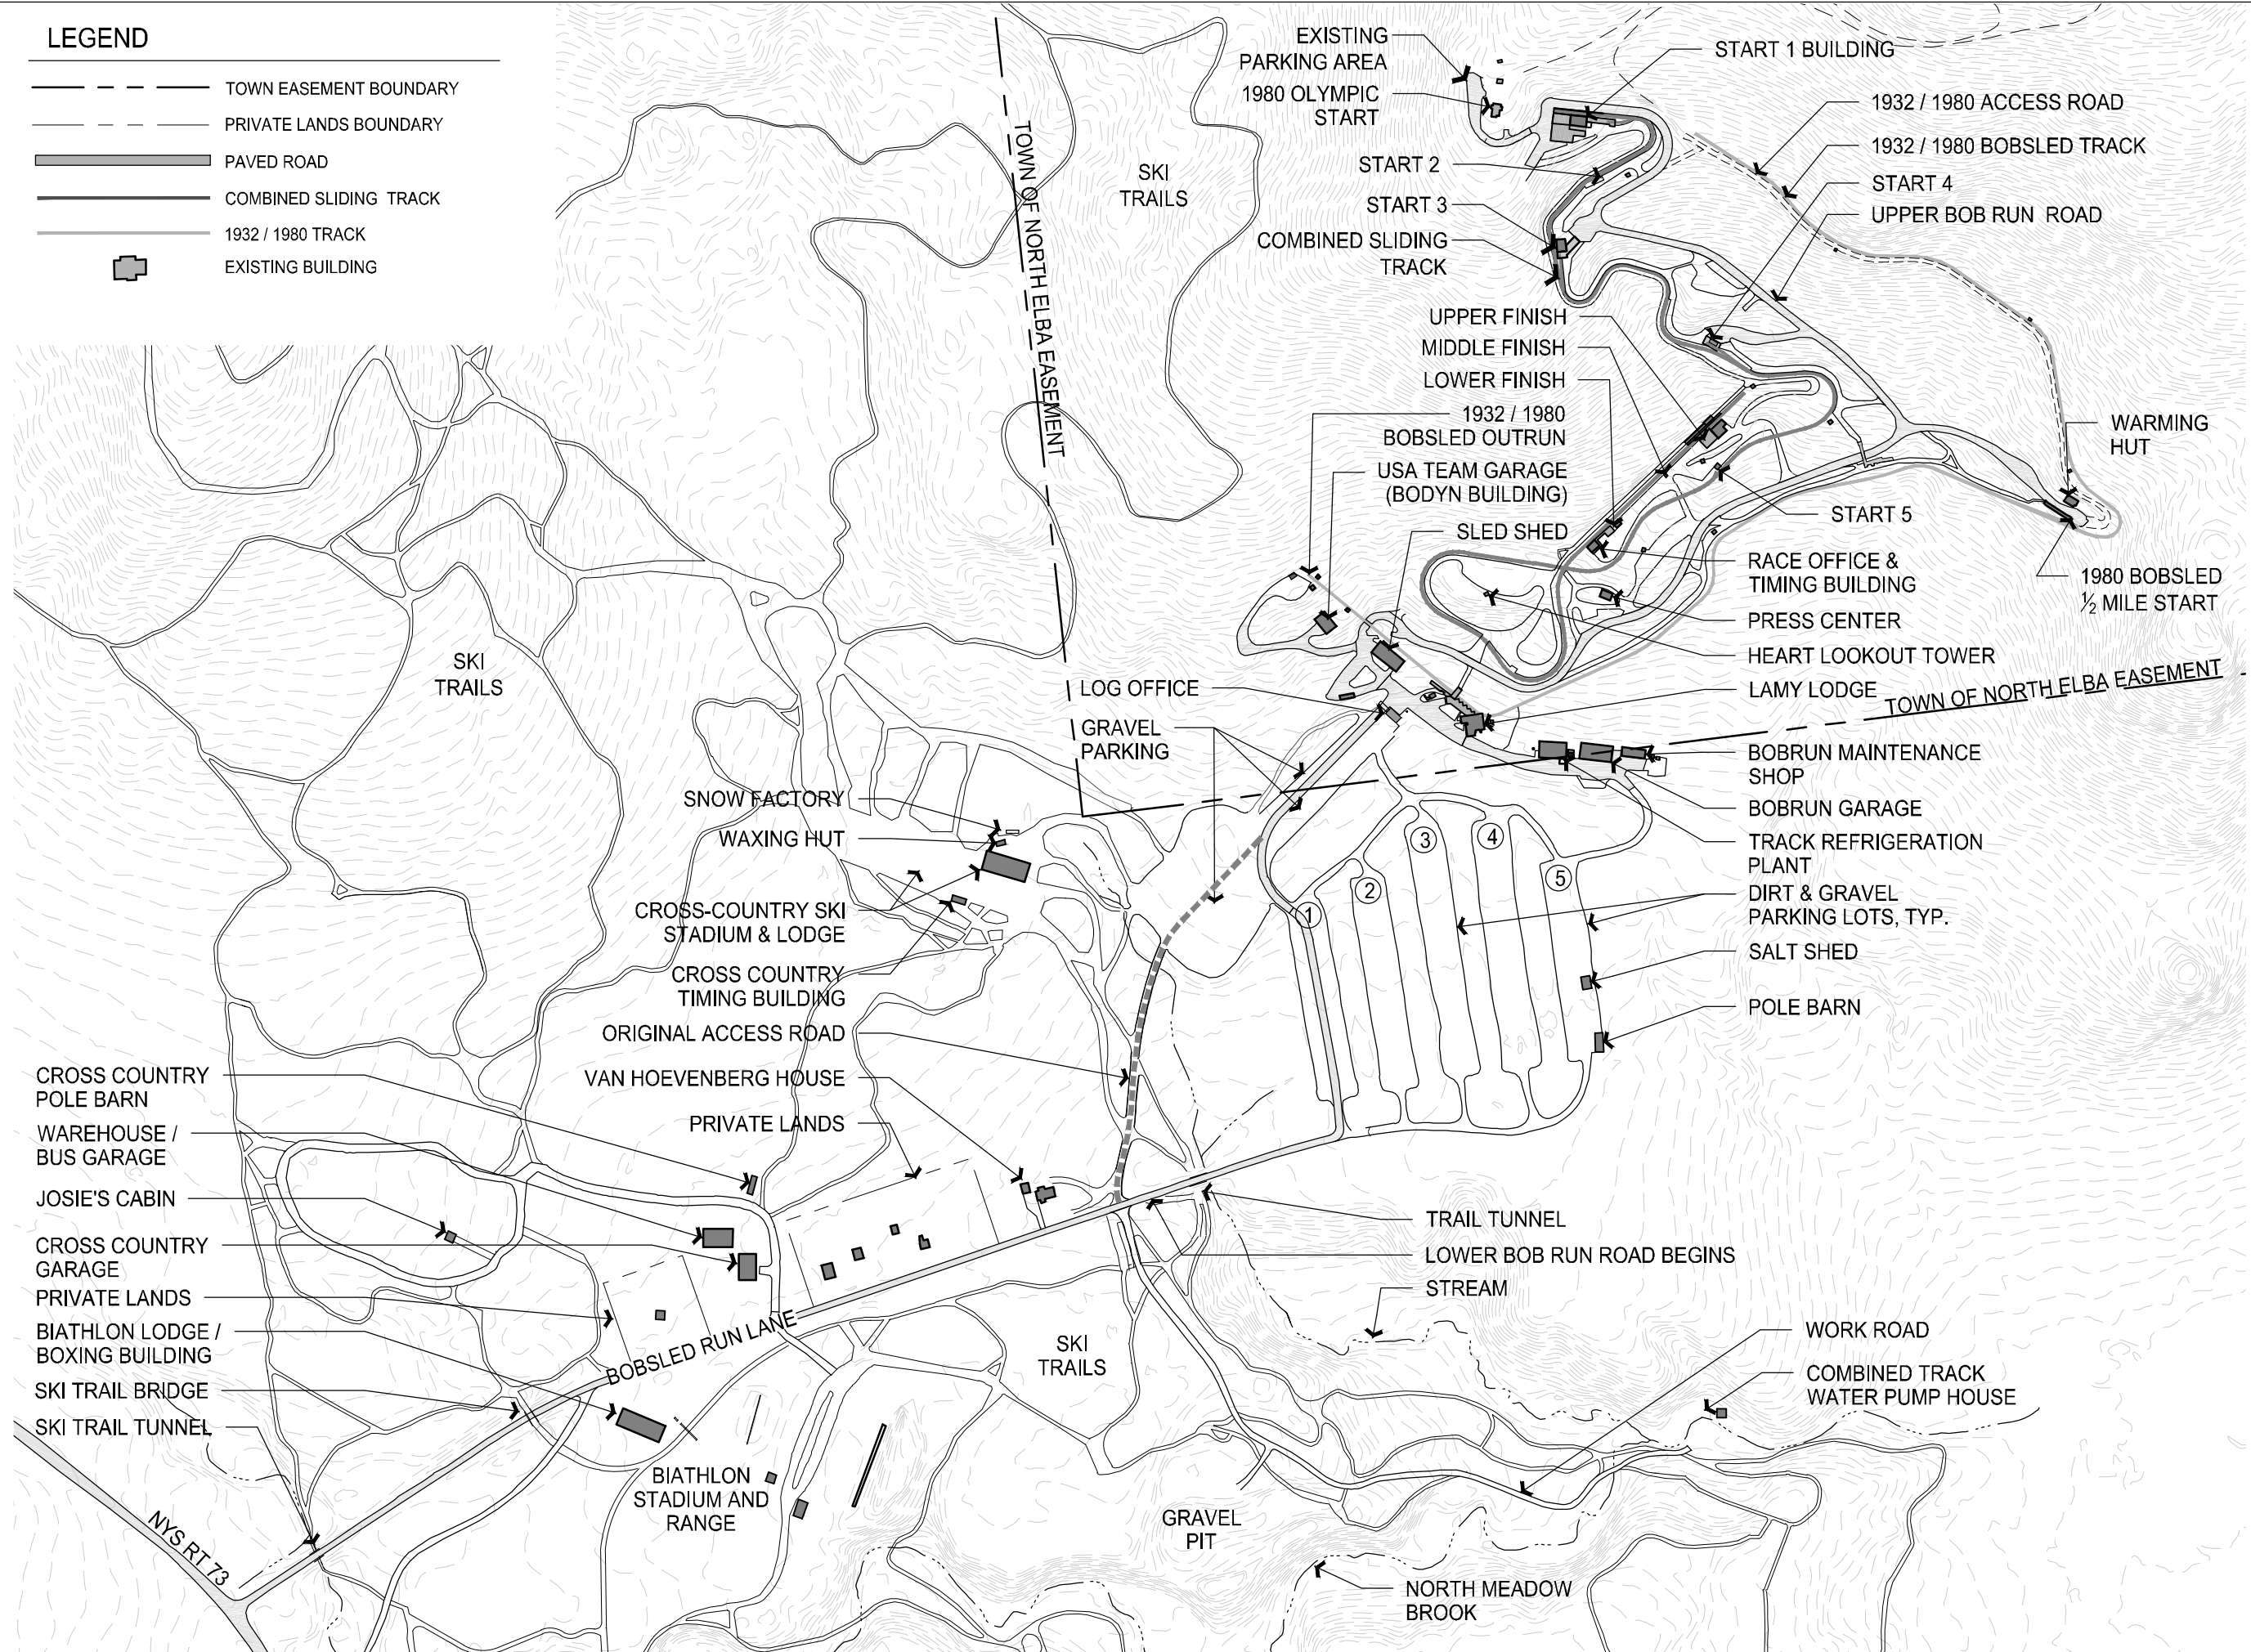 LEGEND
TOWN EASEMENT BOUNDARY
PRIVATE LANDS BOUNDARY
PAVED ROAD
COMBINED SLIDING TRACK
1932 / 1980 TRACK
EXISTING BUILDING
TOWN OF NORTH ELBA EASEMENT
SKI
TRAILS
EXISTING
PARKING AREA
1980 OLYMPIC
START
START 1 BUILDING
START 2
START 3
COMBINED SLIDING
TRACK
1932 / 1980 ACCESS ROAD
1932 / 1980 BOBSLED TRACK
START 4
UPPER BOB RUN ROAD
UPPER FINISH
MIDDLE FINISH
LOWER FINISH
1932 / 1980
BOBSLED OUTRUN
USA TEAM GARAGE
(BODYN BUILDING)
SLED SHED
WARMING
HUT
START 5
RACE OFFICE &
TIMING BUILDING
1980 BOBSLED
½ MILE START
PRESS CENTER
HEART LOOKOUT TOWER
LAMY LODGE
TOWN OF NORTH ELBA EASEMENT
BOBRUN MAINTENANCE
SHOP
BOBRUN GARAGE
TRACK REFRIGERATION
PLANT
DIRT & GRAVEL
PARKING LOTS, TYP.
SALT SHED
POLE BARN
SKI
TRAILS
LOG OFFICE
GRAVEL
PARKING
1
2
3
4
5
SNOW FACTORY
WAXING HUT
CROSS-COUNTRY SKI
STADIUM & LODGE
CROSS COUNTRY
TIMING BUILDING
ORIGINAL ACCESS ROAD
VAN HOEVENBERG HOUSE
PRIVATE LANDS
CROSS COUNTRY
POLE BARN
WAREHOUSE /
BUS GARAGE
JOSIE'S CABIN
CROSS COUNTRY
GARAGE
PRIVATE LANDS
BIATHLON LODGE /
BOXING BUILDING
SKI TRAIL BRIDGE
SKI TRAIL TUNNEL
BOBSLED RUN LANE
NYS RT 73
BIATHLON
STADIUM AND
RANGE
SKI
TRAILS
TRAIL TUNNEL
LOWER BOB RUN ROAD BEGINS
STREAM
WORK ROAD
COMBINED TRACK
WATER PUMP HOUSE
GRAVEL
PIT
NORTH MEADOW
BROOK